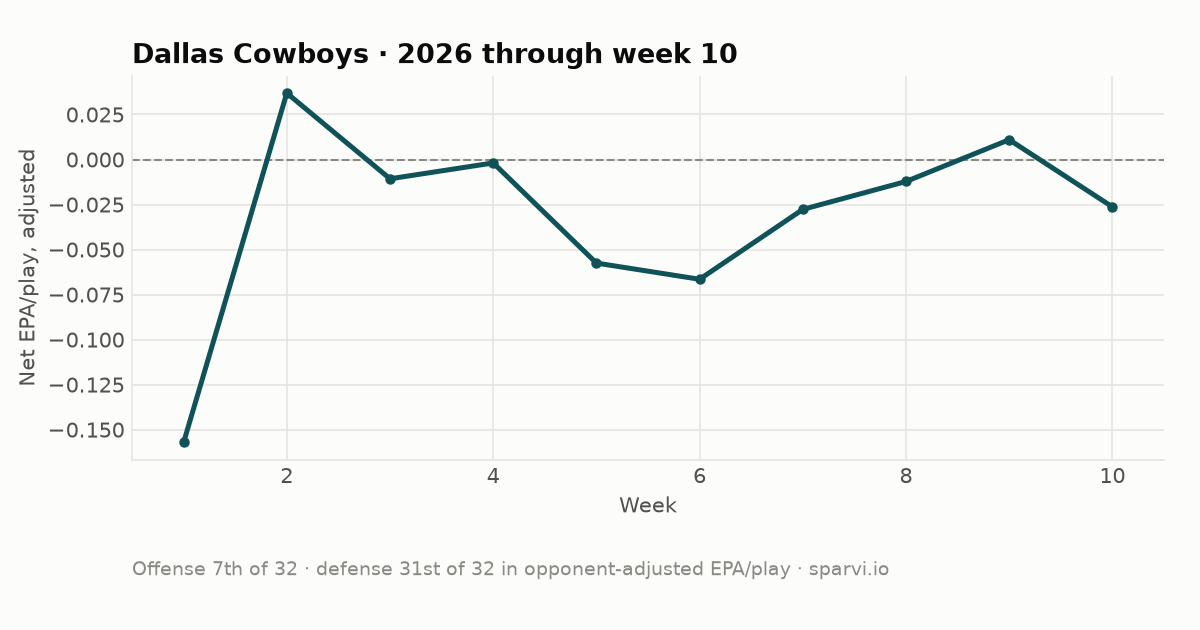 Dallas Cowboys · 2026 through week 10
Net EPA/play, adjusted
0.025
0.000
−0.025
−0.050
−0.075
−0.100
−0.125
−0.150
2 4 6 8 10
Week
Offense 7th of 32 · defense 31st of 32 in opponent-adjusted EPA/play · sparvi.io